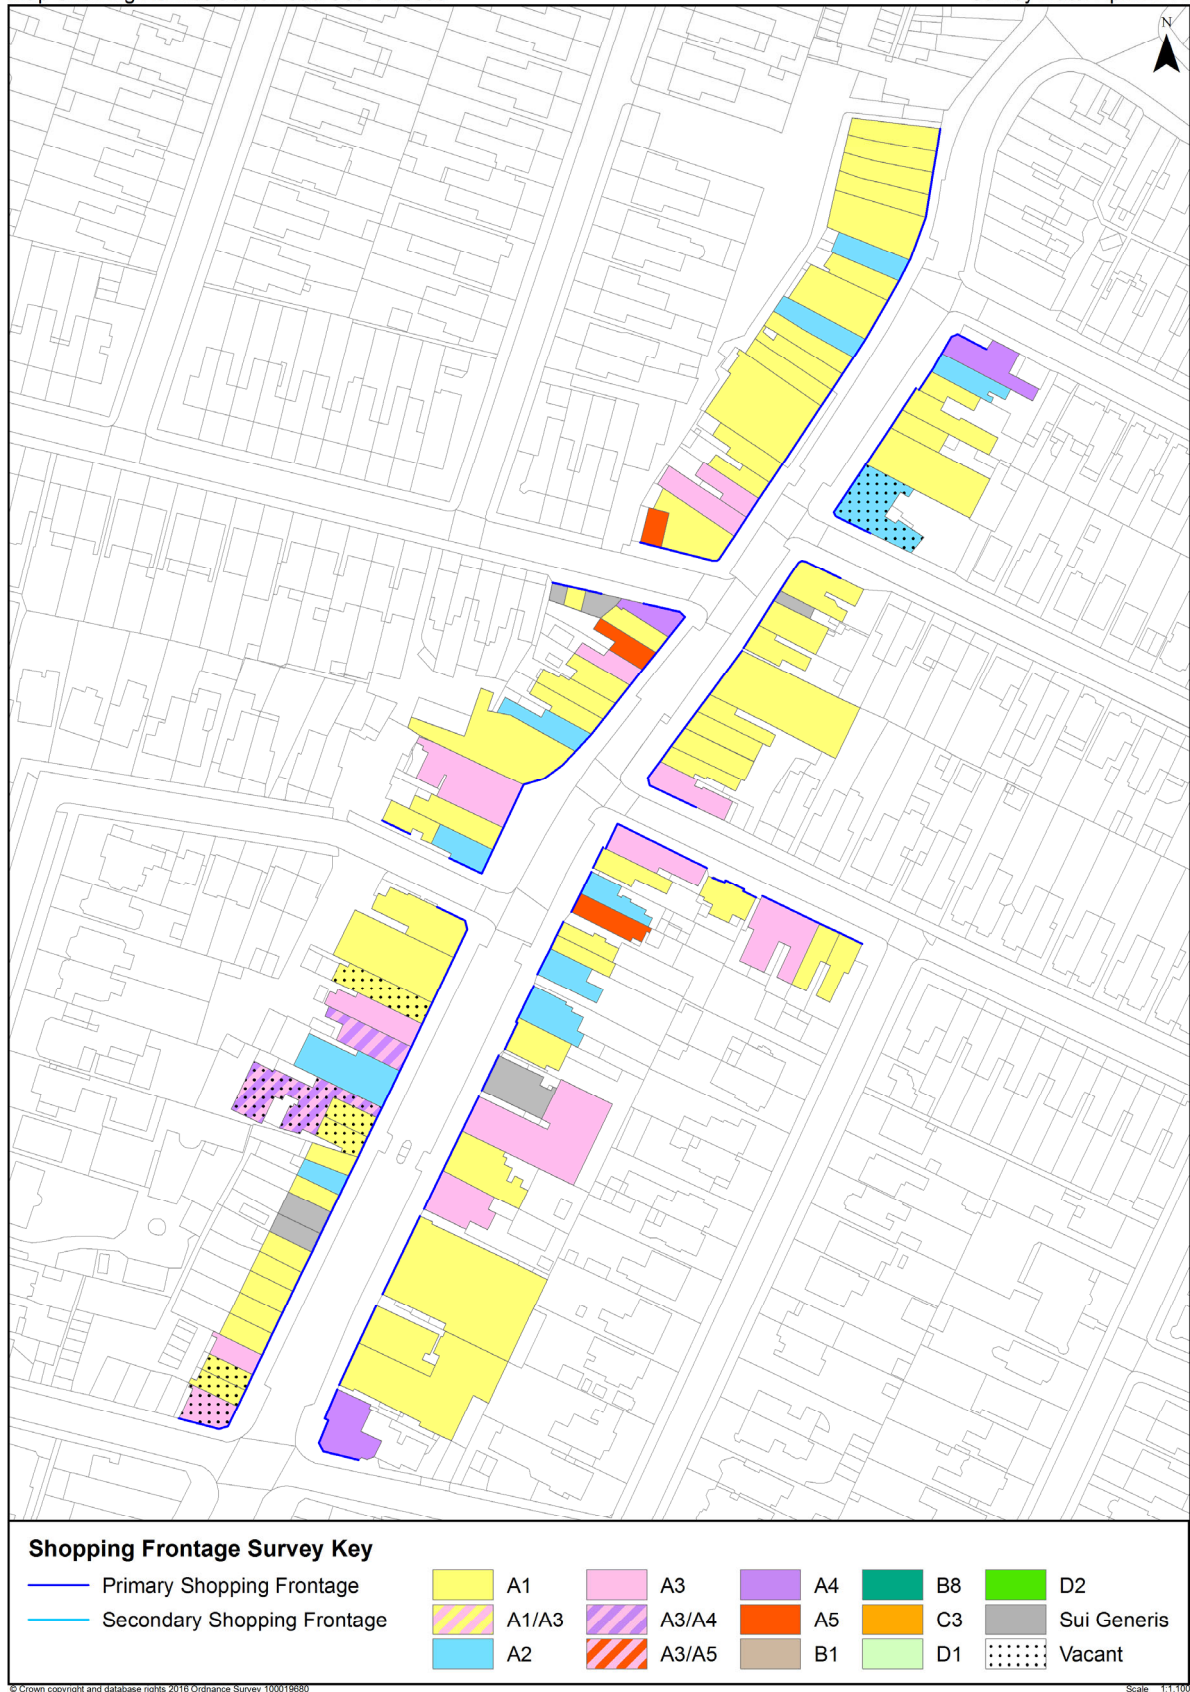 N
Shopping Frontage Survey Key
Primary Shopping Frontage
Secondary Shopping Frontage
A1
A1/A3
A2
A3
A3/A4
A3/A5
A4
A5
B1
B8
C3
D1
D2
Sui Generis
Vacant
© Crown copyright and database rights 2016 Ordnance Survey 100019680
Scale 1:1,100